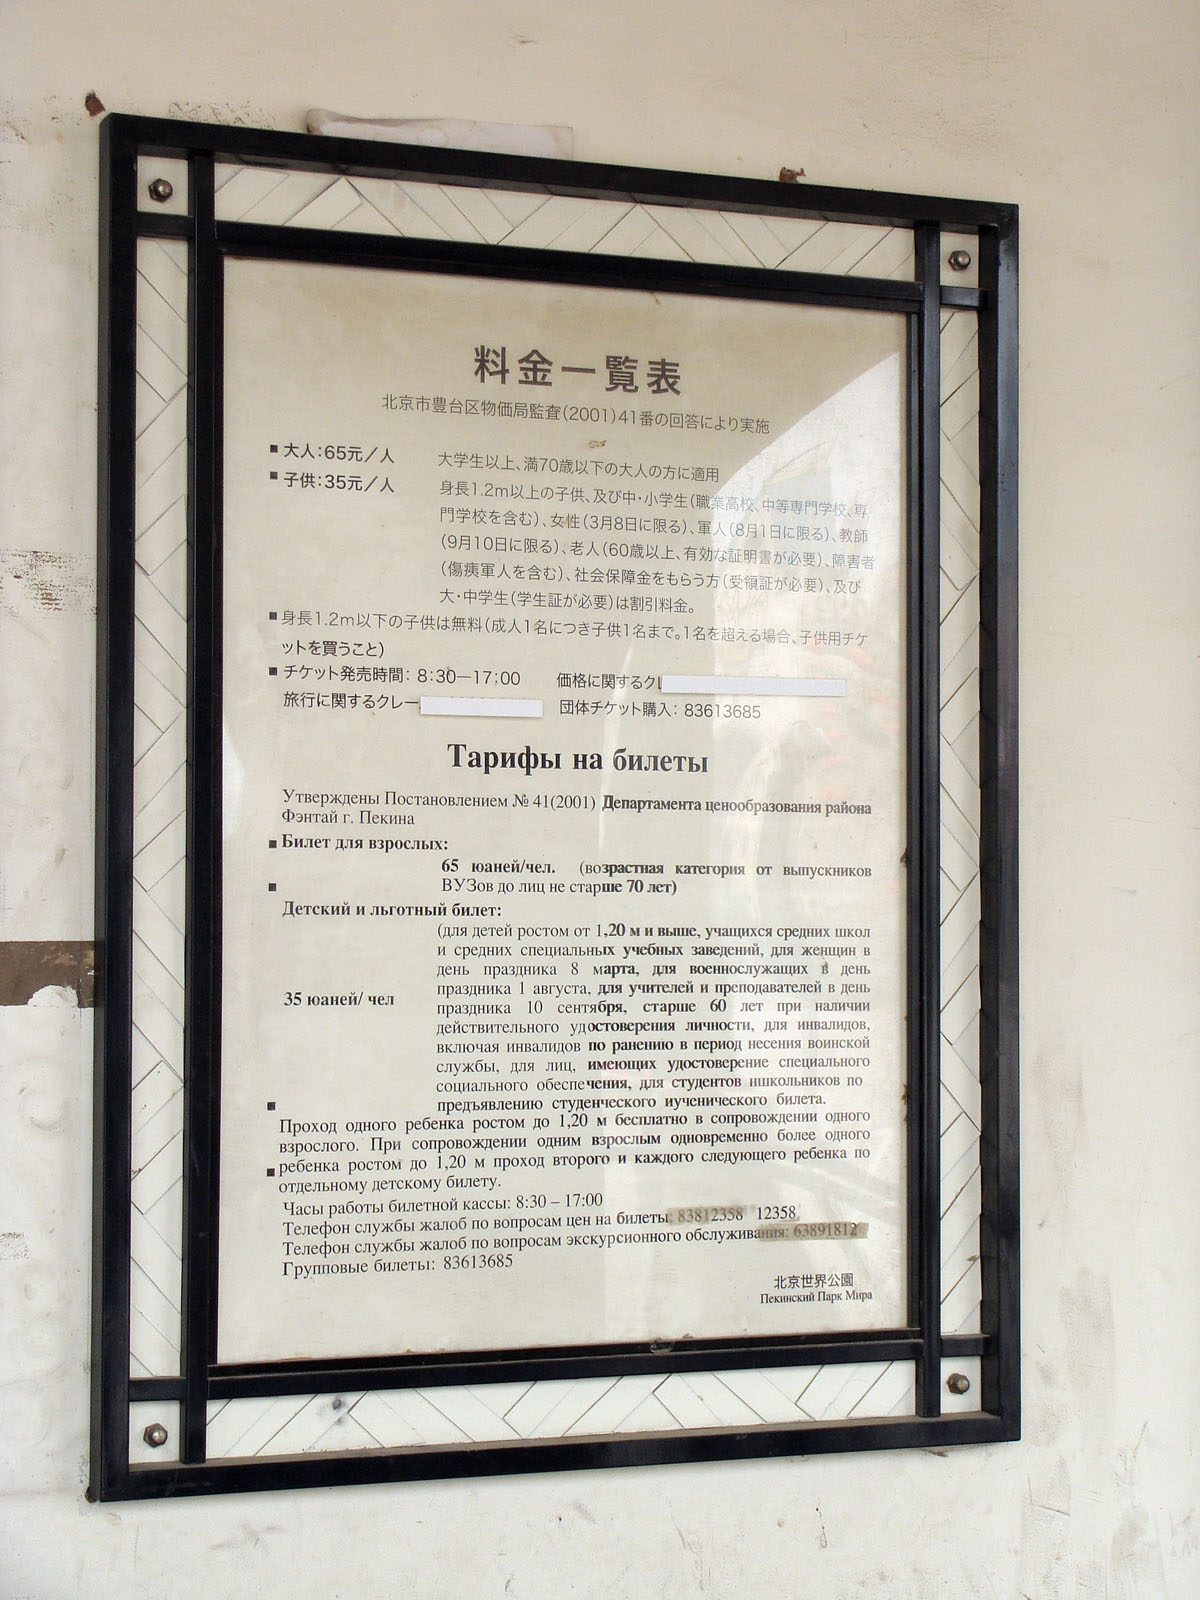 料金一覧表
北京市豊台区物価局監査(2001)41番の回答により実施
■ 大人:65元/人 大学生以上、満70歳以下の大人の方に適用
■ 子供:35元/人 身長1.2m以上の子供、及び中・小学生(職業高校、中等専門学校、専
門学校を含む)、女性(3月8日に限る)、軍人(8月1日に限る)、教師
(9月10日に限る)、老人(60歳以上、有効な証明書が必要)、障害者
(傷痍軍人を含む)、社会保障金をもらう方(受領証が必要)、及び
大・中学生(学生証が必要)は割引料金。
■ 身長1.2m以下の子供は無料(成人1名につき子供1名まで。1名を超える場合、子供用チケ
ットを買うこと)
■ チケット発売時間: 8:30—17:00 価格に関するクレ
旅行に関するクレー 団体チケット購入: 83613685
Тарифы на билеты
Утверждены Постановлением № 41(2001) Департамента ценообразования района
Фэнтай г. Пекина
■ Билет для взрослых:
65 юаней/чел. (возрастная категория от выпускников
■ ВУЗов до лиц не старше 70 лет)
Детский и льготный билет:
(для детей ростом от 1,20 м и выше, учащихся средних школ
и средних специальных учебных заведений, для женщин в
день праздника 8 марта, для военнослужащих в день
праздника 1 августа, для учителей и преподавателей в день
35 юаней/ чел праздника 10 сентября, старше 60 лет при наличии
действительного удостоверения личности, для инвалидов,
включая инвалидов по ранению в период несения воинской
службы, для лиц, имеющих удостоверение специального
социального обеспечения, для студентов ншкольников по
■ предъявлению студенческого иученического билета.
Проход одного ребенка ростом до 1,20 м бесплатно в сопровождении одного
взрослого. При сопровождении одним взрослым одновременно более одного
■ ребенка ростом до 1,20 м проход второго и каждого следующего ребенка по
отдельному детскому билету.
Часы работы билетной кассы: 8:30 – 17:00
Телефон службы жалоб по вопросам цен на билеты: 83812358 12358
Телефон службы жалоб по вопросам экскурсионного обслуживания: 63891812
Групповые билеты: 83613685
北京世界公園
Пекинский Парк Мира